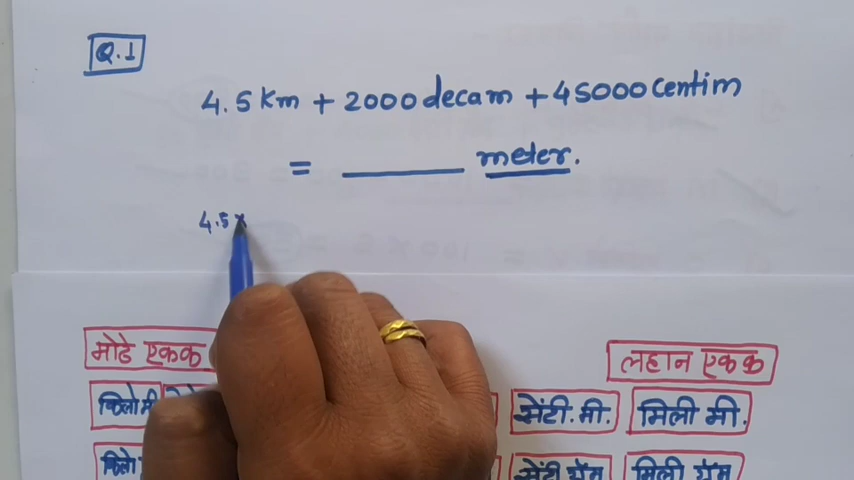 Q.1
4.5 km + 2000 decam + 45000 centim
= ______ meter.
4.5 x
मोठे एकक
लहान एकक
किलो मी
सेंटी. मी. मिली मी.
किलो
सेंटी ग्रॅम मिली ग्रॅम